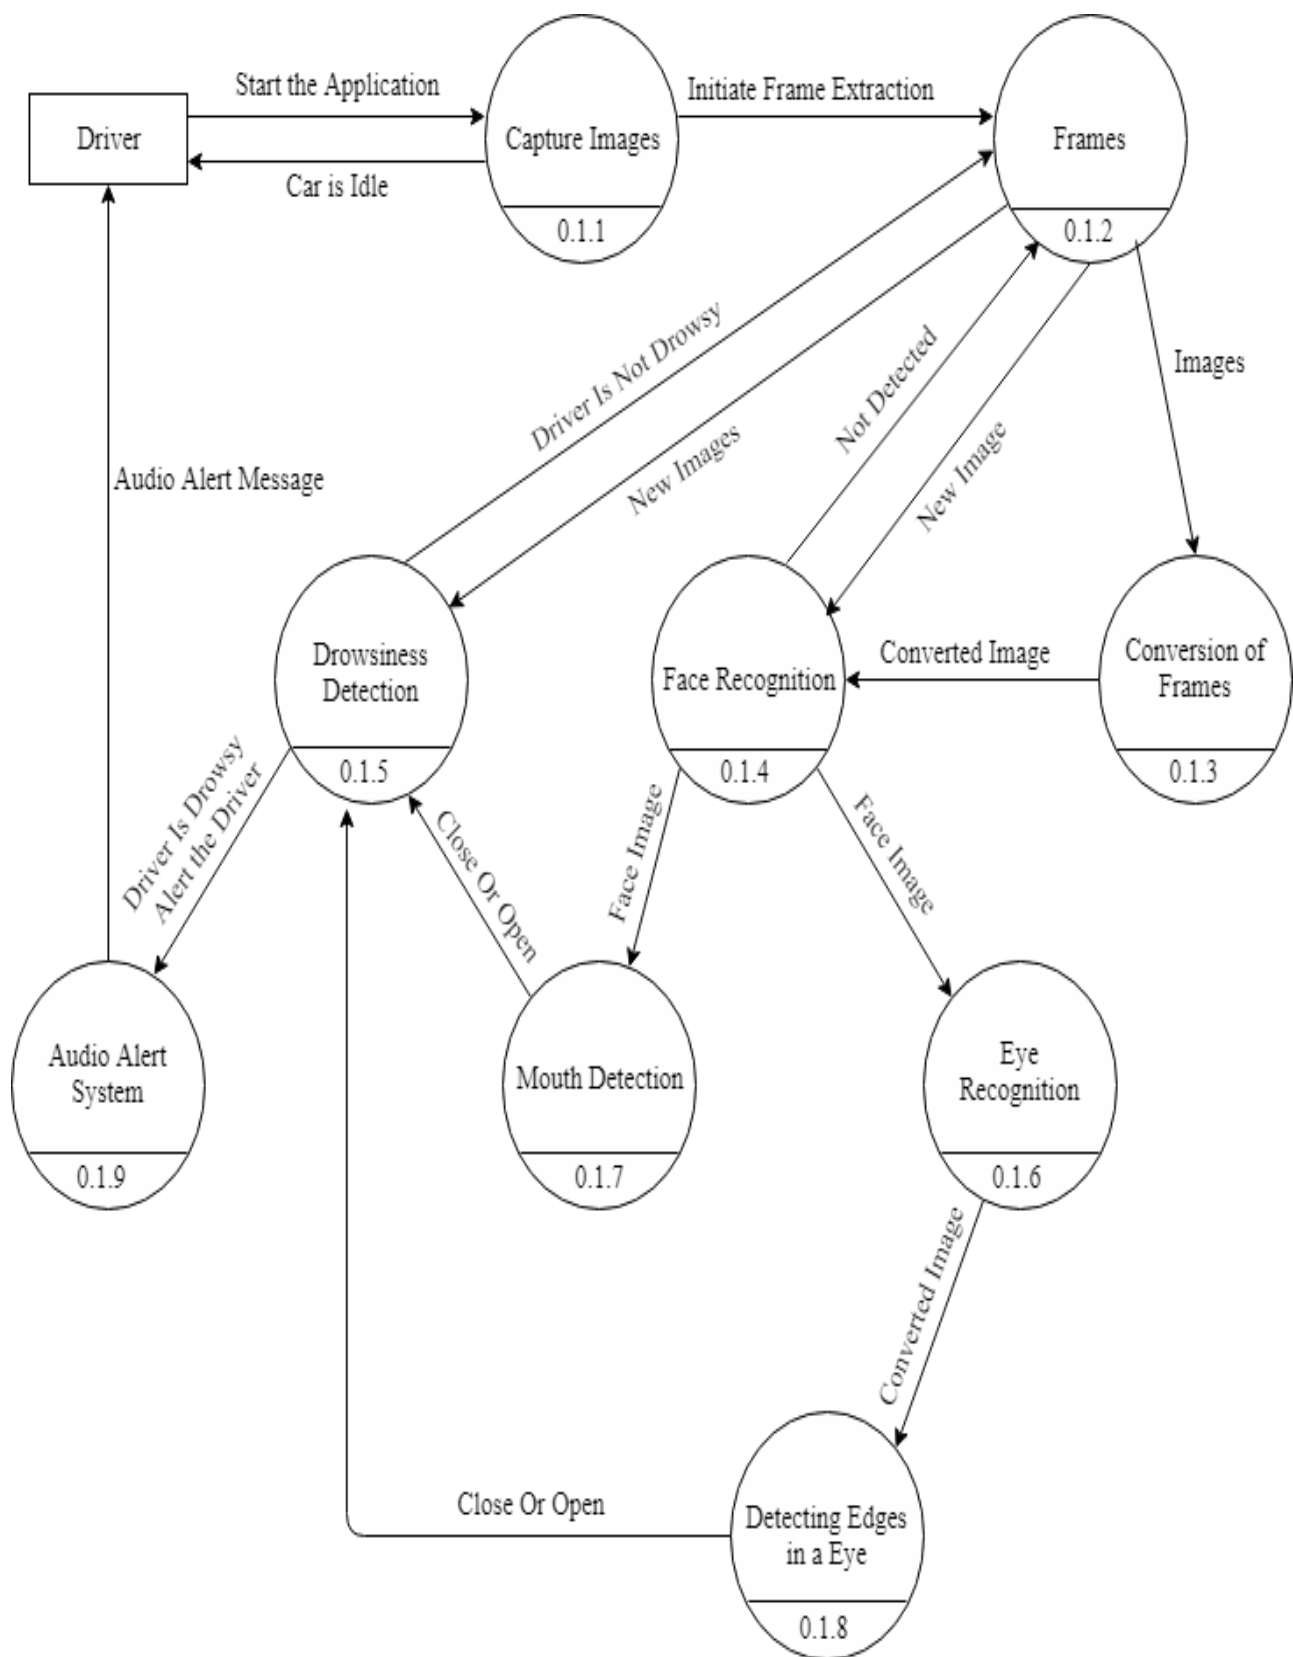 Start the Application
Initiate Frame Extraction
Driver
Capture Images
Frames
Car is Idle
0.1.1
0.1.2
Driver Is Not Drowsy
New Images
Not Detected
New Image
Images
Audio Alert Message
Drowsiness
Detection
0.1.5
Face Recognition
0.1.4
Converted Image
Conversion of
Frames
0.1.3
Driver Is Drowsy
Alert the Driver
Close Or Open
Face Image
Face Image
Audio Alert
System
0.1.9
Mouth Detection
0.1.7
Eye
Recognition
0.1.6
Converted Image
Close Or Open
Detecting Edges
in a Eye
0.1.8